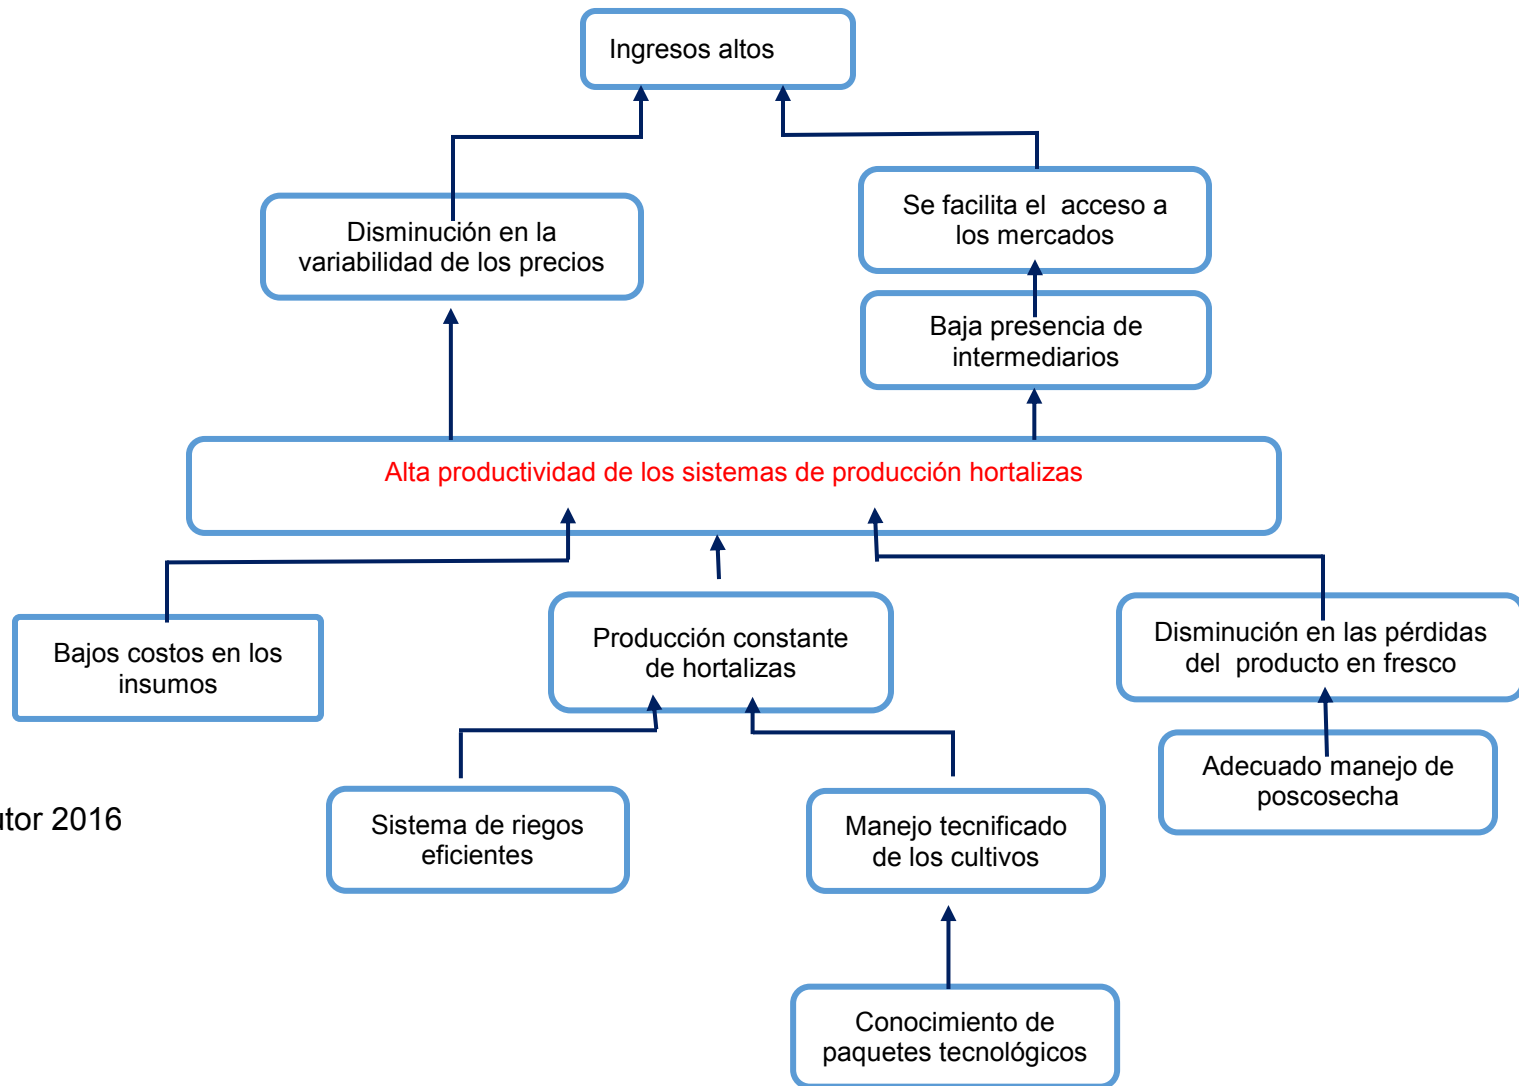 Ingresos altos
Disminución en la
variabilidad de los precios
Se facilita el  acceso a
los mercados
Baja presencia de
intermediarios
Alta productividad de los sistemas de producción hortalizas
Bajos costos en los
insumos
Producción constante
de hortalizas
Disminución en las pérdidas
del  producto en fresco
Adecuado manejo de
poscosecha
utor 2016
Sistema de riegos
eficientes
Manejo tecnificado
de los cultivos
Conocimiento de
paquetes tecnológicos